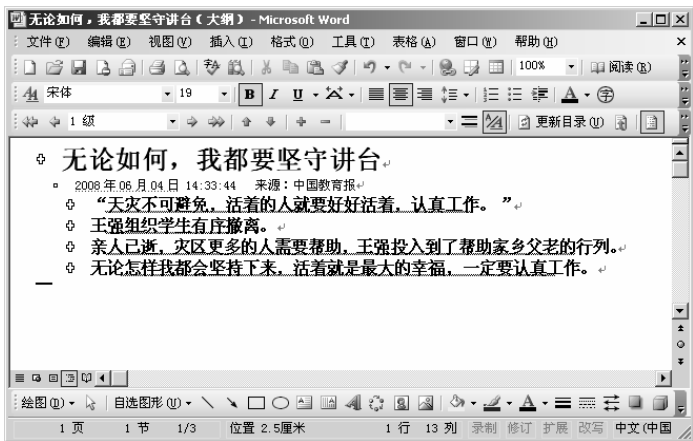 无论如何，我都要坚守讲台（大纲） - Microsoft Word
文件(F) 编辑(E) 视图(V) 插入(I) 格式(O) 工具(T) 表格(A) 窗口(W) 帮助(H)
100% 阅读(R)
宋体 19 B I U A
1 级 更新目录(U)
无论如何，我都要坚守讲台
2008年06月04日 14:33:44 来源：中国教育报
“天灾不可避免，活着的人就要好好活着，认真工作。”
王强组织学生有序撤离。
亲人已逝，灾区更多的人需要帮助，王强投入到了帮助家乡父老的行列。
无论怎样我都会坚持下来，活着就是最大的幸福，一定要认真工作。
绘图(D) 自选图形(U)
1 页 1 节 1/3 位置 2.5厘米 1 行 13 列 录制 修订 扩展 改写 中文(中国